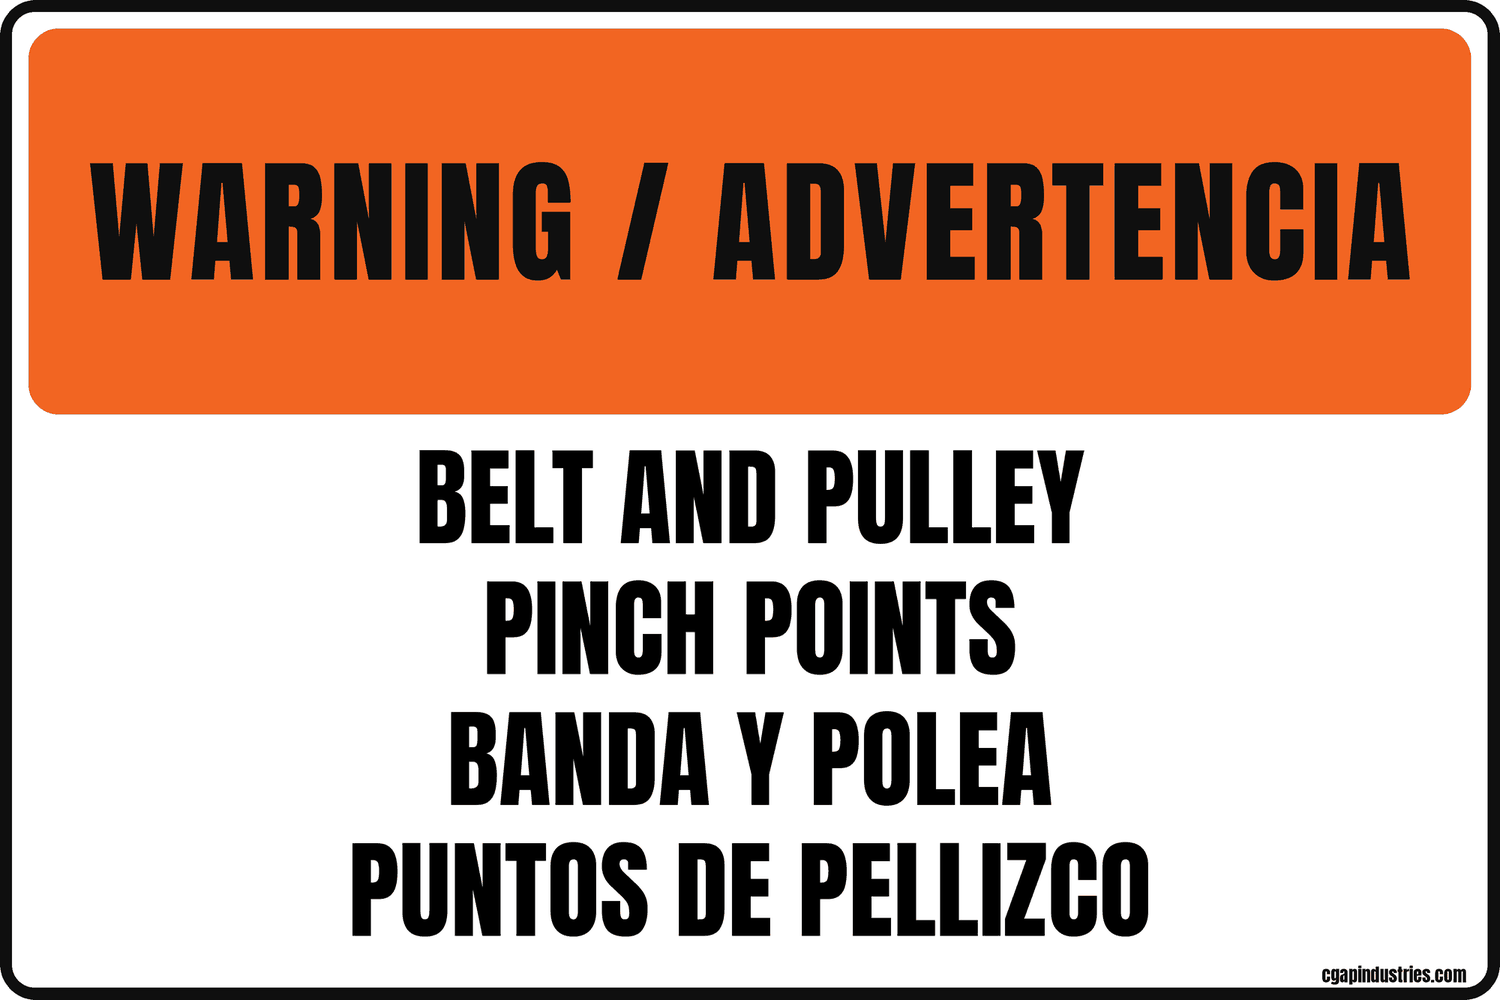 WARNING / ADVERTENCIA
BELT AND PULLEY
PINCH POINTS
BANDA Y POLEA
PUNTOS DE PELLIZCO
cgapindustries.com